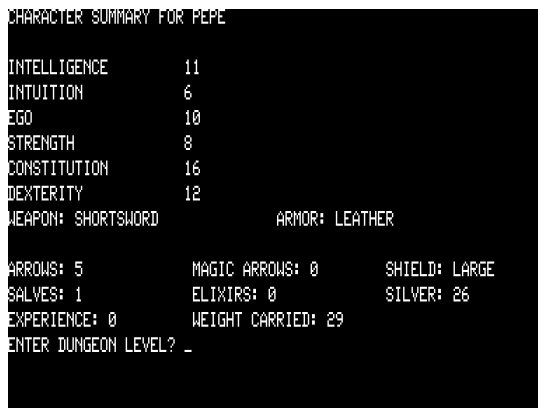 CHARACTER SUMMARY FOR PEPE
INTELLIGENCE 11
INTUITION 6
EGO 10
STRENGTH 8
CONSTITUTION 16
DEXTERITY 12
WEAPON: SHORTSWORD ARMOR: LEATHER
ARROWS: 5 MAGIC ARROWS: 0 SHIELD: LARGE
SALVES: 1 ELIXIRS: 0 SILVER: 26
EXPERIENCE: 0 WEIGHT CARRIED: 29
ENTER DUNGEON LEVEL? _